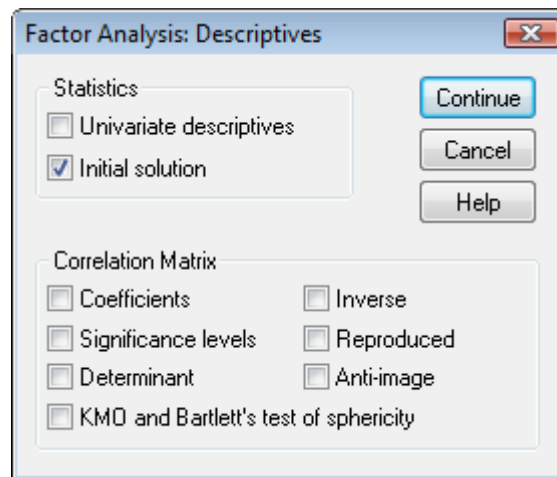 Factor Analysis: Descriptives
Statistics
Univariate descriptives
Initial solution
Continue
Cancel
Help
Correlation Matrix
Coefficients
Inverse
Significance levels
Reproduced
Determinant
Anti-image
KMO and Bartlett's test of sphericity